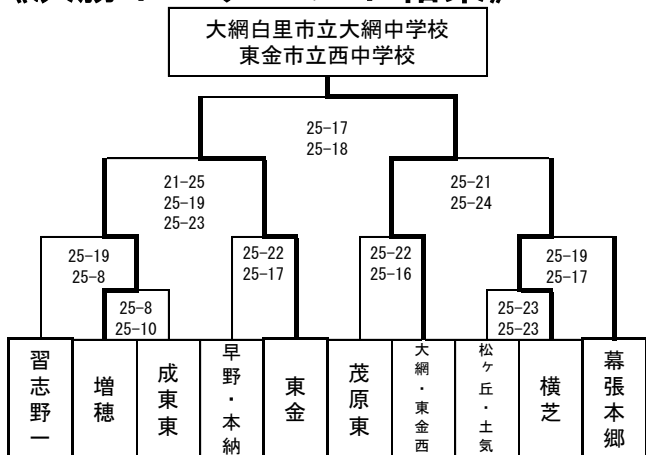 大網白里市立大網中学校
東金市立西中学校
25-17
25-18
21-25
25-19
25-23
25-21
25-24
25-19
25-8
25-22
25-17
25-22
25-16
25-19
25-17
25-8
25-10
25-23
25-23
習志野一
増穂
成東東
早野・本納
東金
茂原東
大網・東金西
松ヶ丘・土気
横芝
幕張本郷